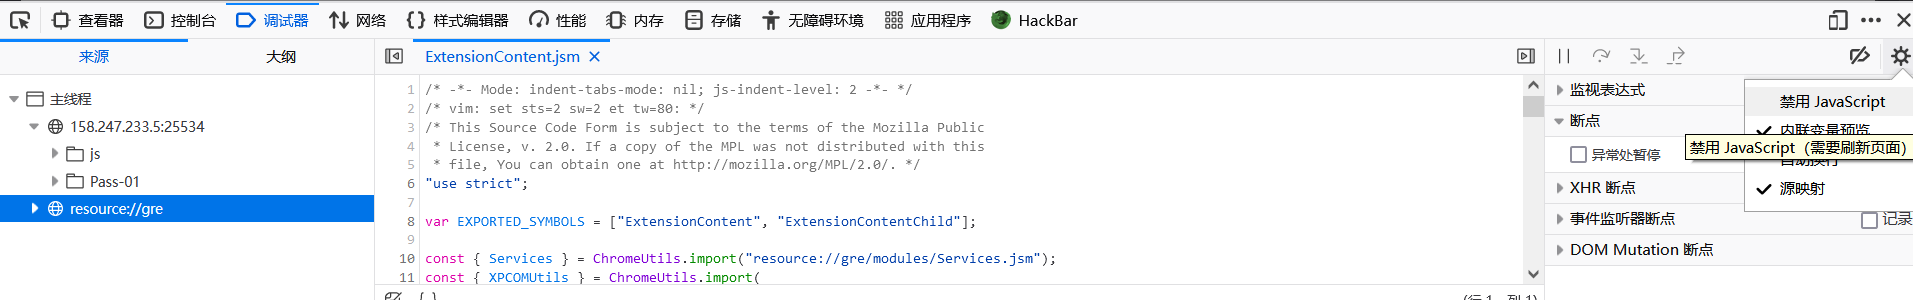 查看器 控制台 调试器 网络 样式编辑器 性能 内存 存储 无障碍环境 应用程序 HackBar
来源 大纲
主线程
158.247.233.5:25534
js
Pass-01
resource://gre
ExtensionContent.jsm
1 /* -*- Mode: indent-tabs-mode: nil; js-indent-level: 2 -*- */
2 /* vim: set sts=2 sw=2 et tw=80: */
3 /* This Source Code Form is subject to the terms of the Mozilla Public
4 * License, v. 2.0. If a copy of the MPL was not distributed with this
5 * file, You can obtain one at http://mozilla.org/MPL/2.0/. */
6 "use strict";
7
8 var EXPORTED_SYMBOLS = ["ExtensionContent", "ExtensionContentChild"];
9
10 const { Services } = ChromeUtils.import("resource://gre/modules/Services.jsm");
11 const { XPCOMUtils } = ChromeUtils.import(
(行 1, 列 1)
监视表达式
断点
异常处暂停
XHR 断点
事件监听器断点 记录
DOM Mutation 断点
禁用 JavaScript
内联变量预览
禁用 JavaScript（需要刷新页面）
自动换行
源映射